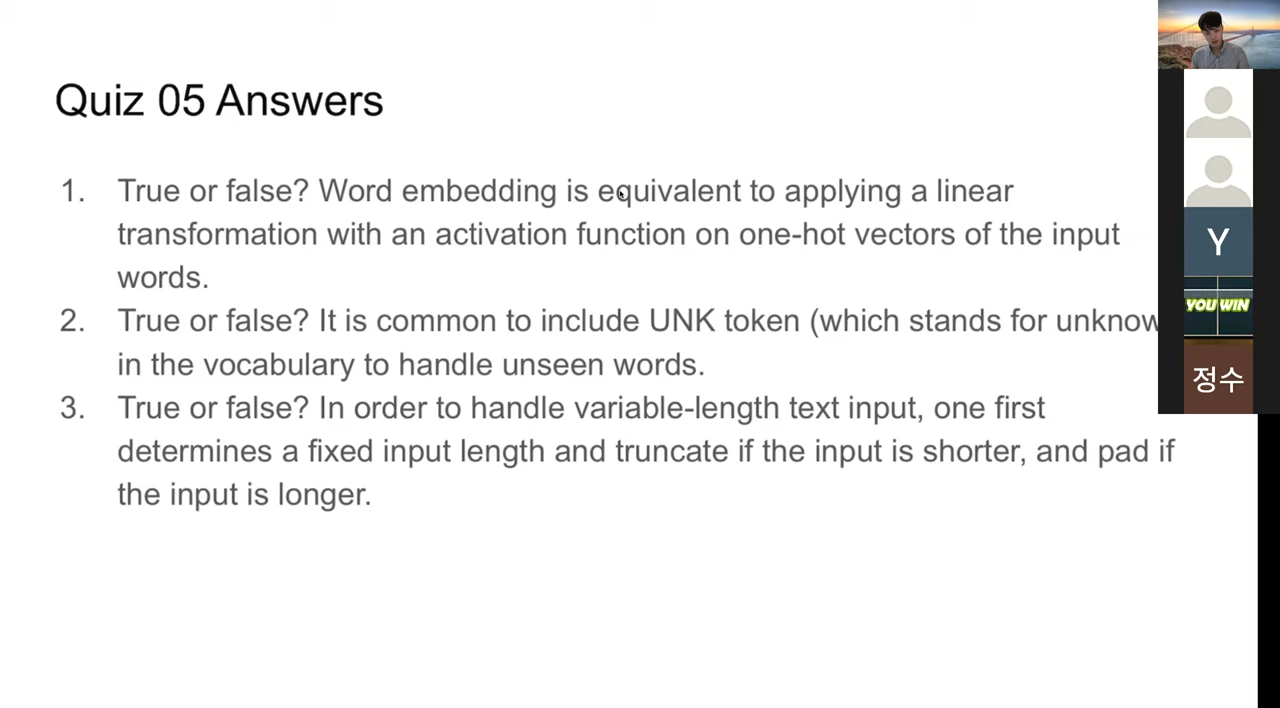 Quiz 05 Answers
1. True or false? Word embedding is equivalent to applying a linear
transformation with an activation function on one-hot vectors of the input
words.
2. True or false? It is common to include UNK token (which stands for unknow
in the vocabulary to handle unseen words.
3. True or false? In order to handle variable-length text input, one first
determines a fixed input length and truncate if the input is shorter, and pad if
the input is longer.
Y
YOU WIN
정수